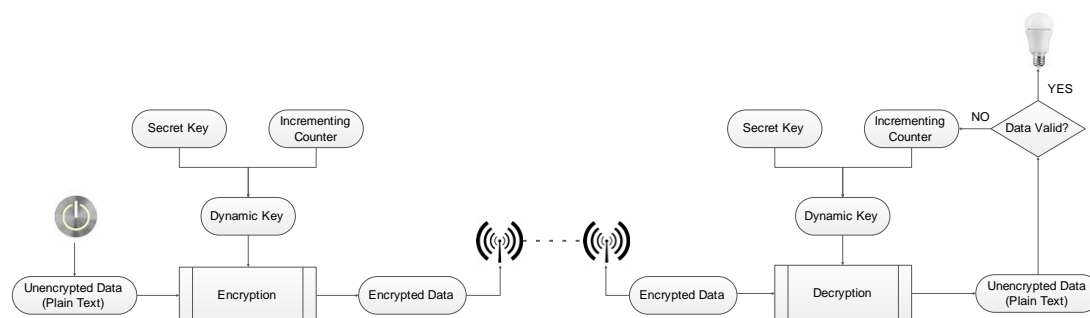 YES
Secret Key
Incrementing
Counter
Secret Key
Incrementing
Counter
NO
Data Valid?
Dynamic Key
Dynamic Key
Unencrypted Data
(Plain Text)
Encryption
Encrypted Data
Encrypted Data
Decryption
Unencrypted Data
(Plain Text)